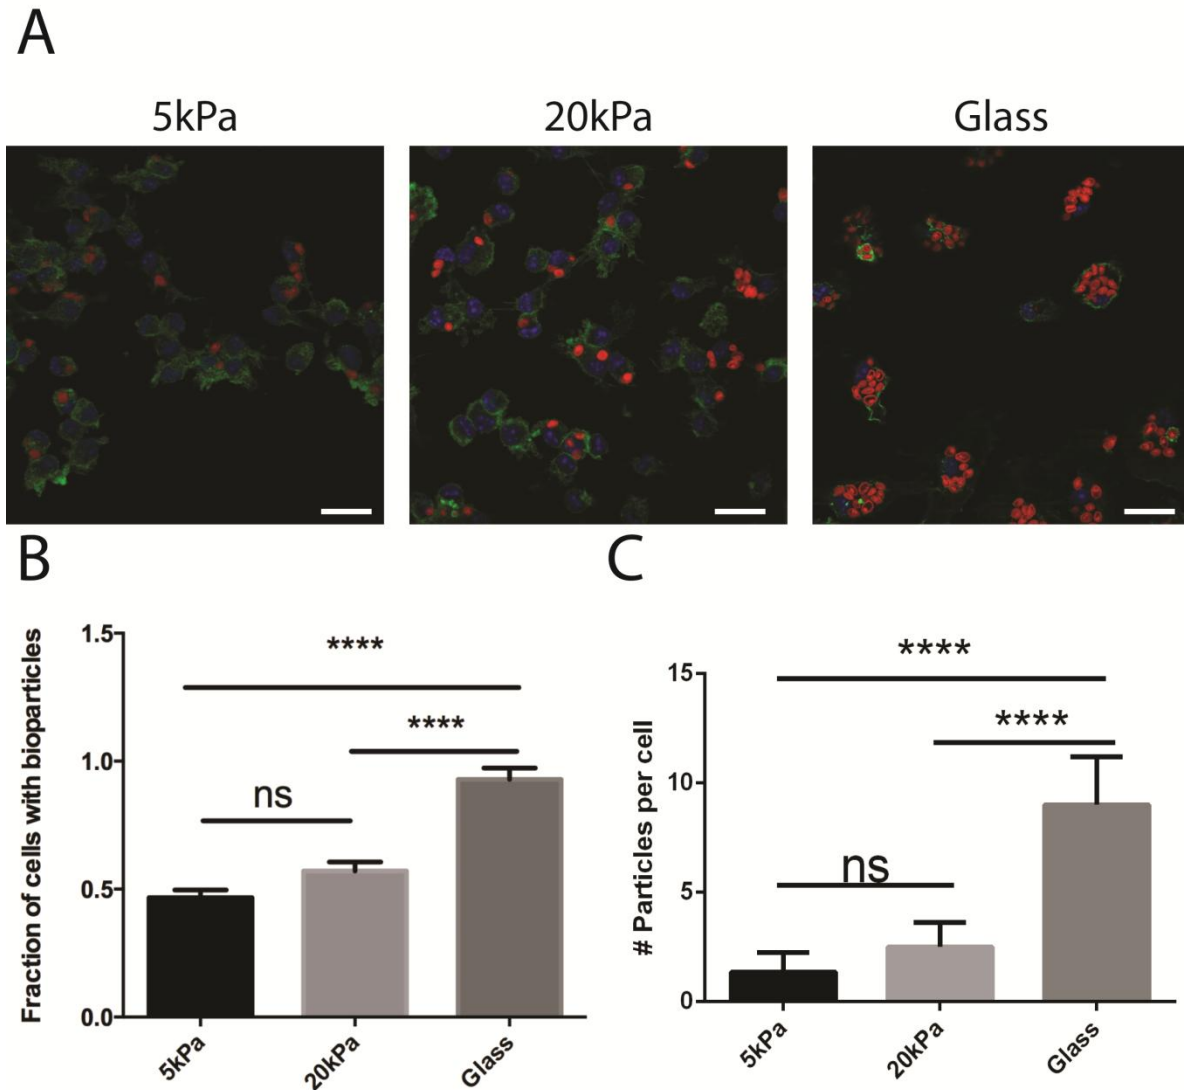 A
5kPa 20kPa Glass
B
Fraction of cells with bioparticles
1.5
1.0
0.5
0.0
****
****
ns
5kPa 20kPa Glass
C
# Particles per cell
15
10
5
0
****
****
ns
5kPa 20kPa Glass